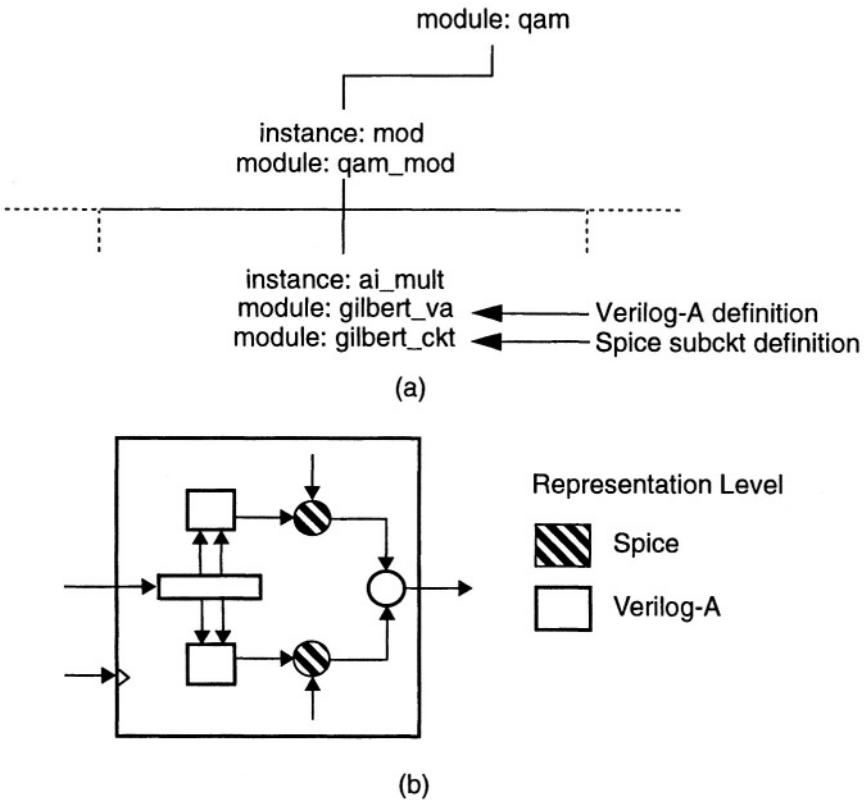 module: qam
instance: mod
module: qam_mod
instance: ai_mult
module: gilbert_va
Verilog-A definition
module: gilbert_ckt
Spice subckt definition
(a)
Representation Level
Spice
Verilog-A
(b)